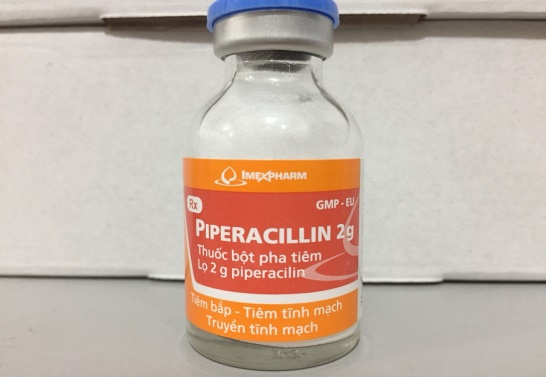 IMEXPHARM
Rx
GMP - EU
PIPERACILLIN 2g
Thuốc bột pha tiêm
Lọ 2 g piperacilin
Tiêm bắp - Tiêm tĩnh mạch
Truyền tĩnh mạch